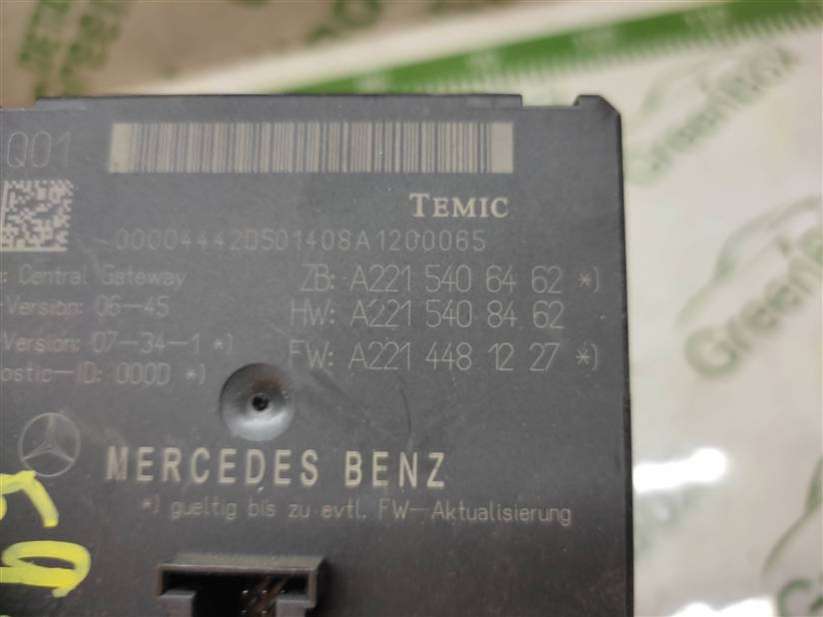 Q01
TEMIC
00004442DS01408A1200065
: Central Gateway
ZB: A221 540 64 62 *)
Version: 06-45
HW: A221 540 84 62
Version: 07-34-1 *)
FW: A221 448 12 27 *)
ostic-ID: 000D *)
MERCEDES BENZ
*) gueltig bis zu evtl. FW-Aktualisierung
GreenBox